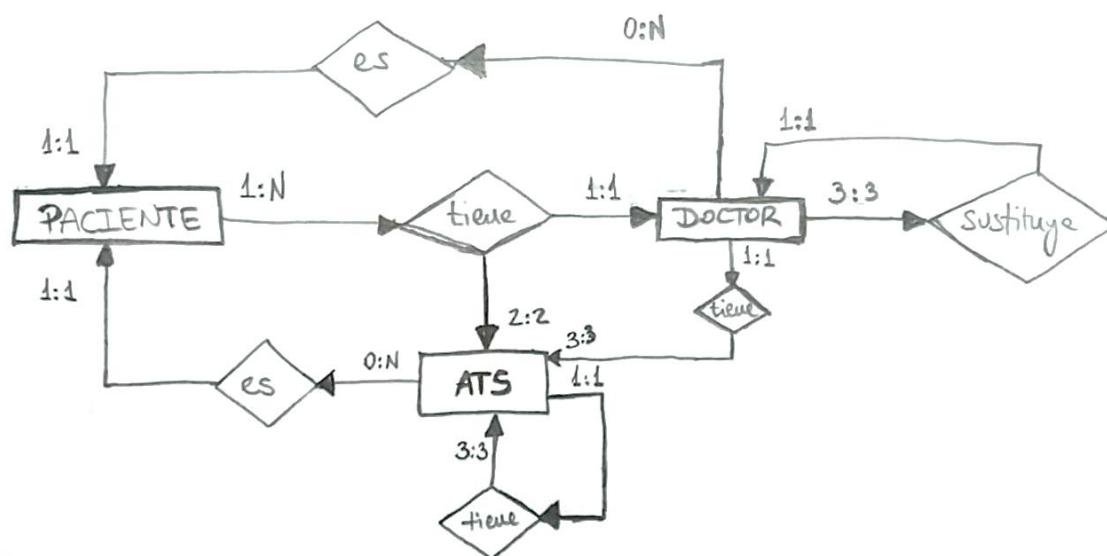 0:N
es
1:1
1:1
PACIENTE
1:N
tiene
1:1
DOCTOR
3:3
sustituye
1:1
1:1
tiene
2:2
3:3
0:N
ATS
1:1
es
3:3
tiene